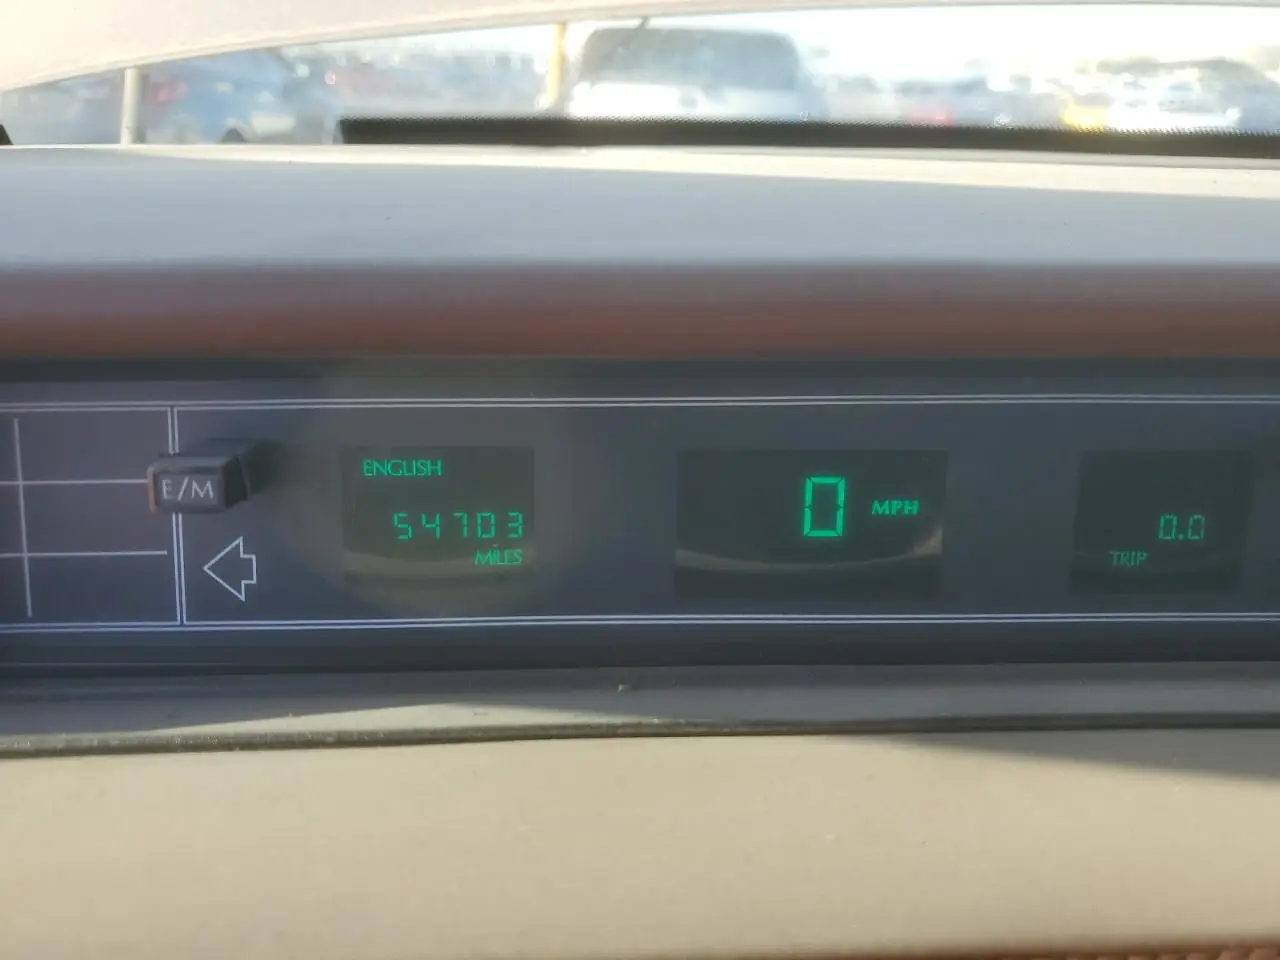 E/M
ENGLISH
54703
MILES
0 MPH
0.0
TRIP